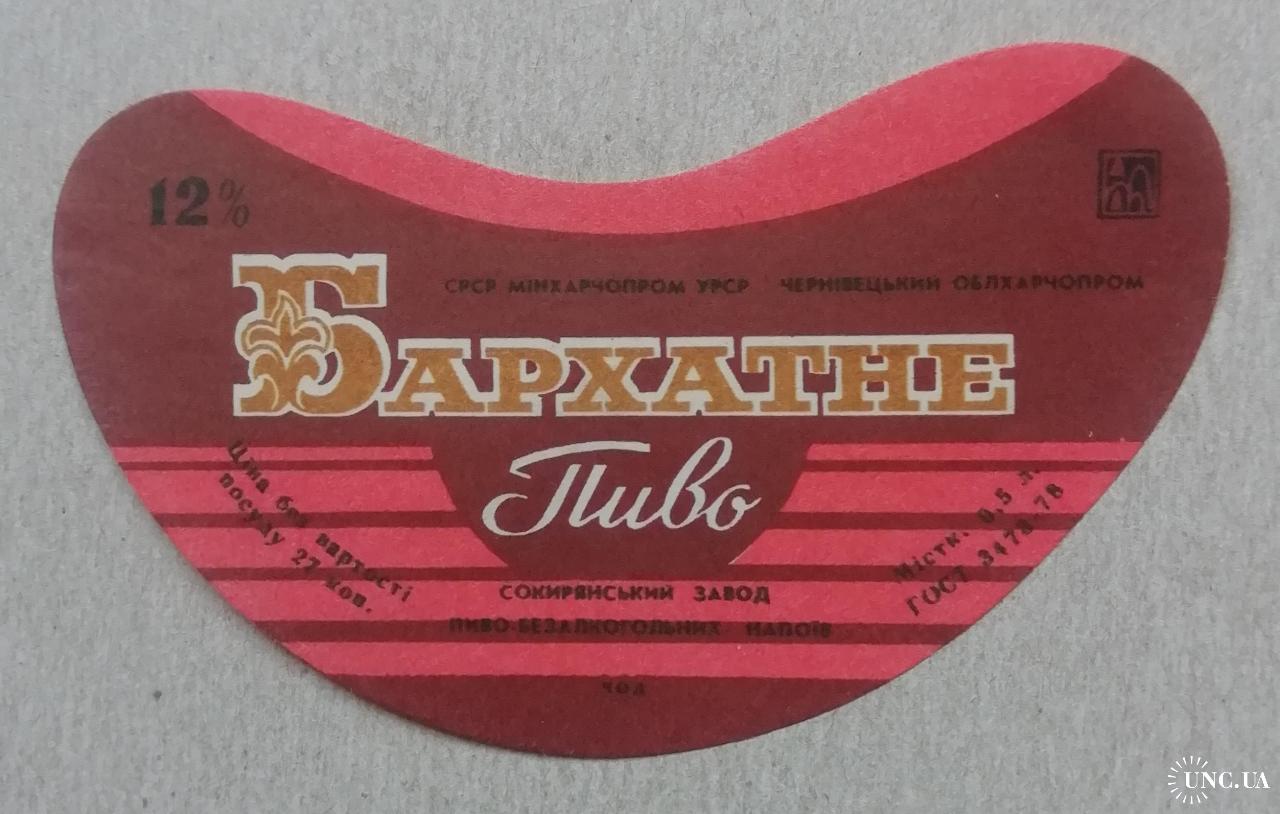 12%
СРСР МІНХАРЧОПРОМ УРСР ЧЕРНІВЕЦЬКИЙ ОБЛХАРЧОПРОМ
БАРХАТНЕ
Пиво
Ціна без вартості
посуду 27 коп.
Містк. 0,5 л.
ГОСТ 3473-78
СОКИРЯНСЬКИЙ ЗАВОД
ПИВО-БЕЗАЛКОГОЛЬНИХ НАПОЇВ
ЧОД
UNC.UA